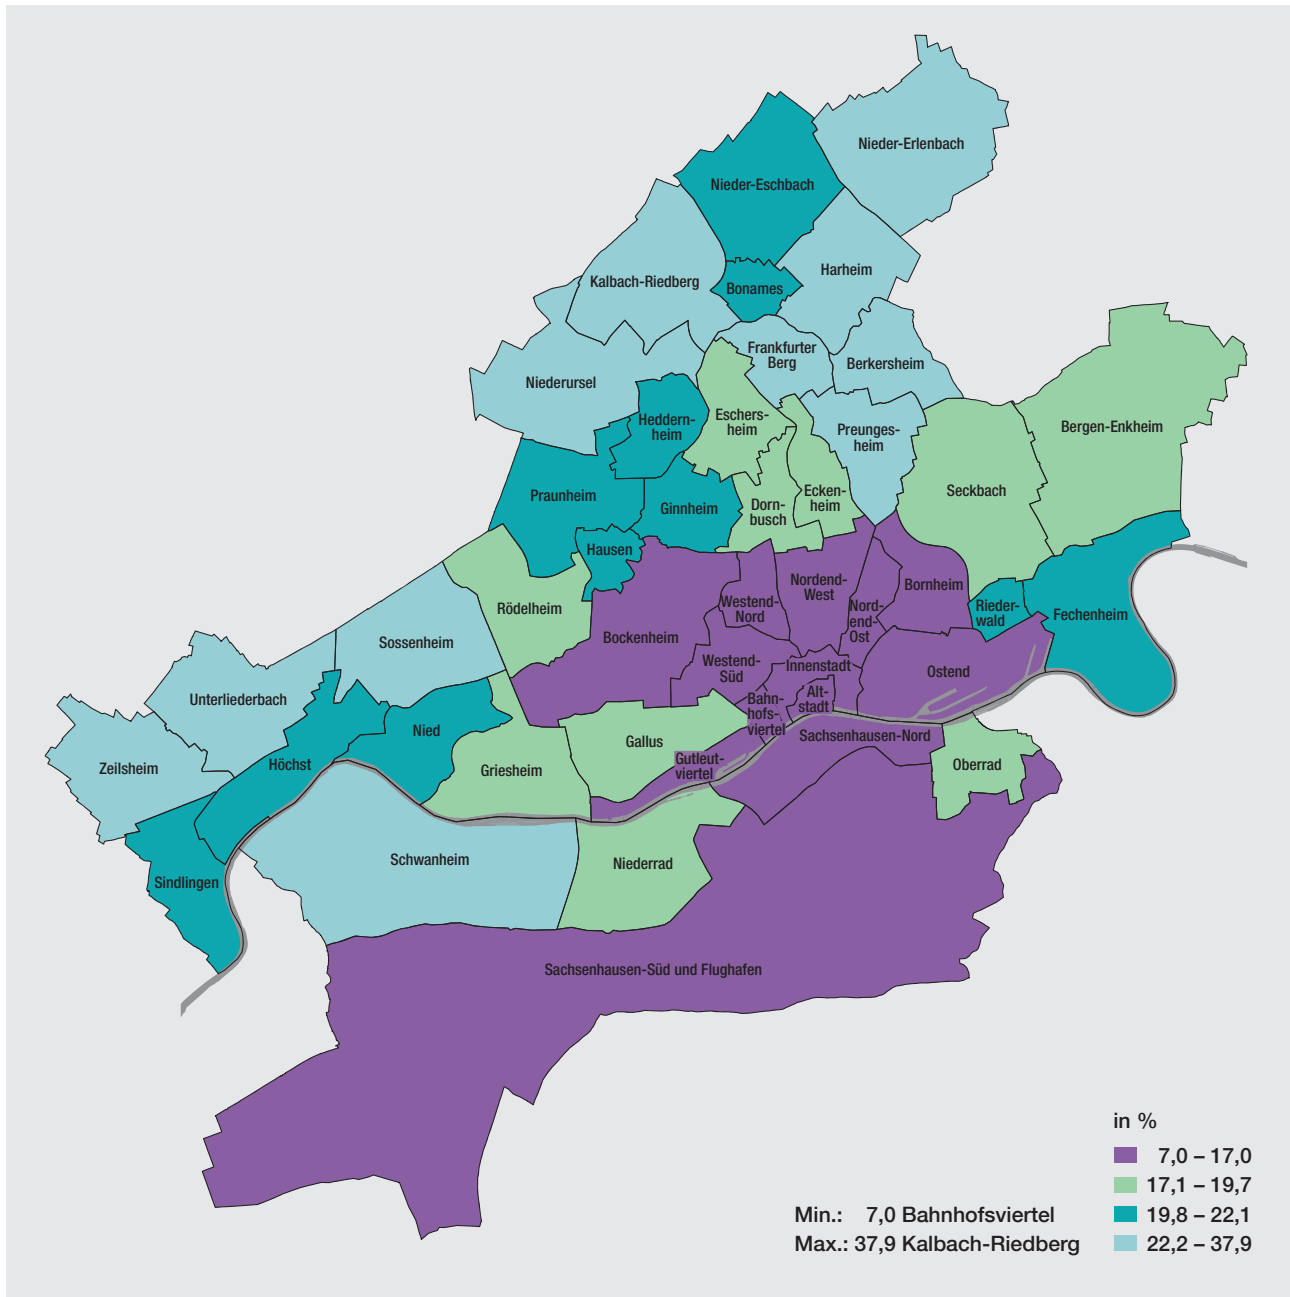 Nieder-Erlenbach
Nieder-Eschbach
Harheim
Kalbach-Riedberg
Bonames
Frankfurter
Berg
Berkersheim
Niederursel
Heddern-
heim
Eschers-
heim
Preunges-
heim
Bergen-Enkheim
Praunheim
Ginnheim
Dorn-
busch
Ecken-
heim
Seckbach
Hausen
Rödelheim
Bockenheim
Westend-
Nord
Nordend-
West
Nord-
end-
Ost
Bornheim
Rieder-
wald
Fechenheim
Sossenheim
Unterliederbach
Westend-
Süd
Innenstadt
Ostend
Alt-
stadt
Bahn-
hofs-
viertel
Zeilsheim
Höchst
Nied
Griesheim
Gallus
Gutleut-
viertel
Sachsenhausen-Nord
Oberrad
Sindlingen
Schwanheim
Niederrad
Sachsenhausen-Süd und Flughafen
in %
7,0 – 17,0
17,1 – 19,7
19,8 – 22,1
22,2 – 37,9
Min.: 7,0 Bahnhofsviertel
Max.: 37,9 Kalbach-Riedberg